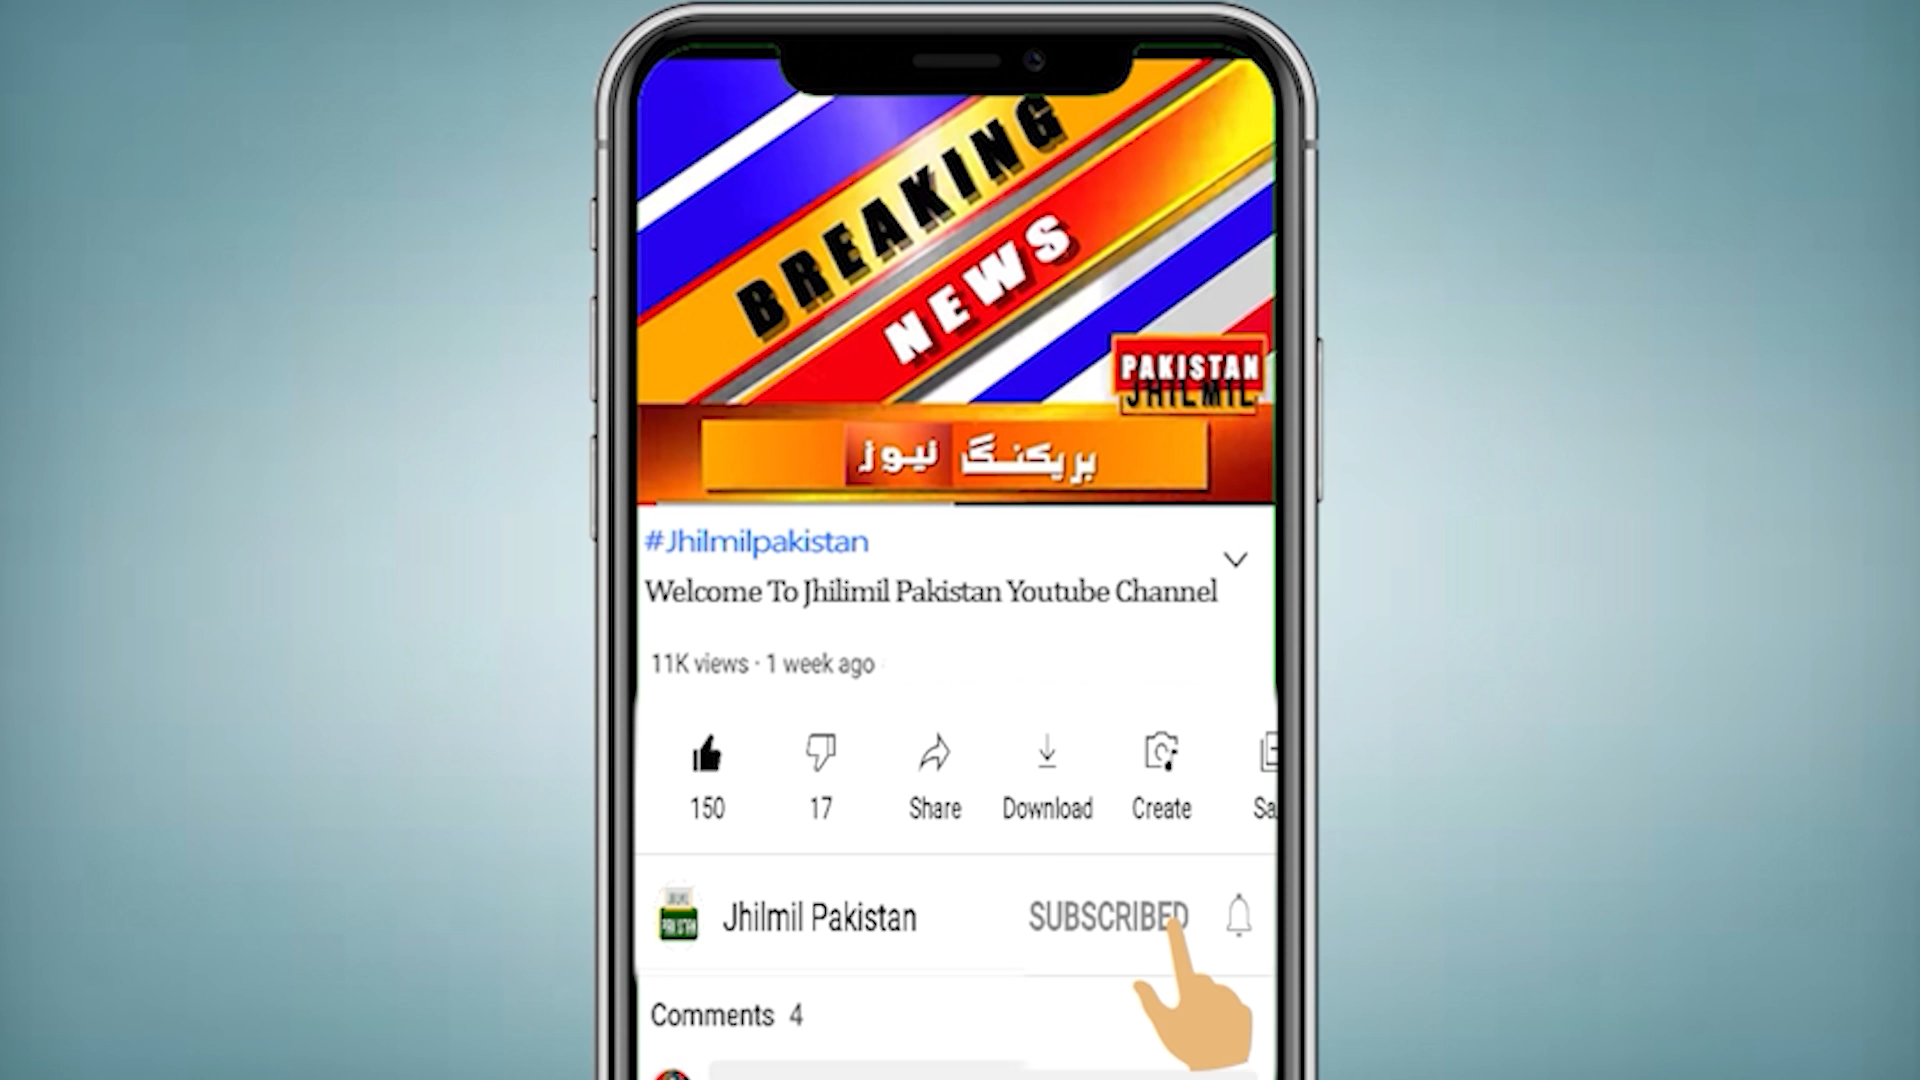 BREAKING
NEWS
PAKISTAN
JHILMIL
بریکنگ نیوز
#Jhilmilpakistan
Welcome To Jhilimil Pakistan Youtube Channel
11K views · 1 week ago
150 17 Share Download Create Sa
Jhilmil Pakistan SUBSCRIBED
Comments 4